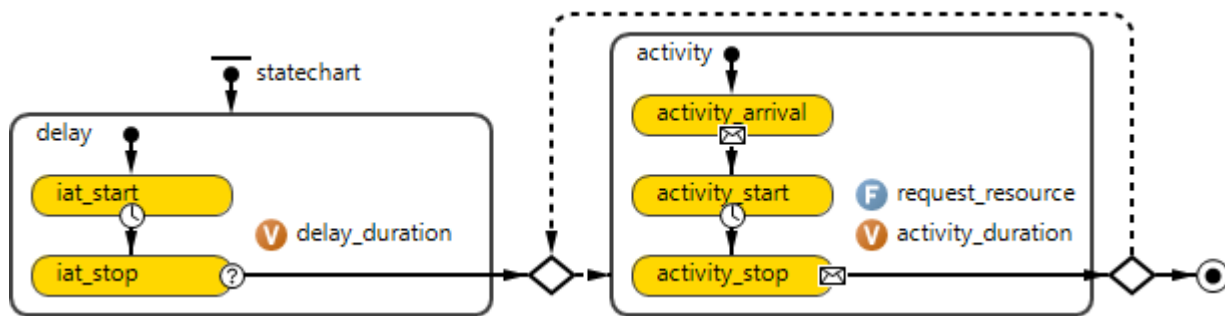 statechart
delay
iat_start
V delay_duration
iat_stop
?
activity
activity_arrival
activity_start
F request_resource
V activity_duration
activity_stop